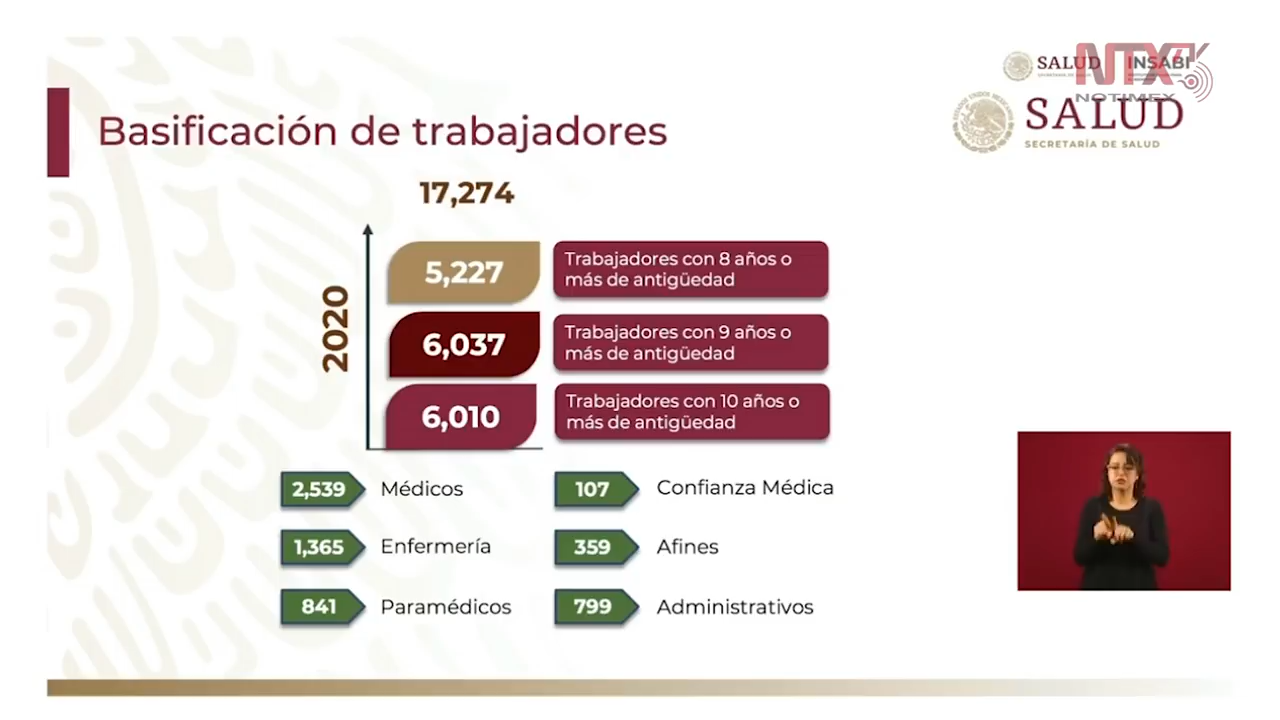 Basificación de trabajadores
SALUD
INSABI
NTX
NOTIMEX
SALUD
SECRETARÍA DE SALUD
17,274
2020
5,227
Trabajadores con 8 años o
más de antigüedad
6,037
Trabajadores con 9 años o
más de antigüedad
6,010
Trabajadores con 10 años o
más de antigüedad
2,539 Médicos
107 Confianza Médica
1,365 Enfermería
359 Afines
841 Paramédicos
799 Administrativos